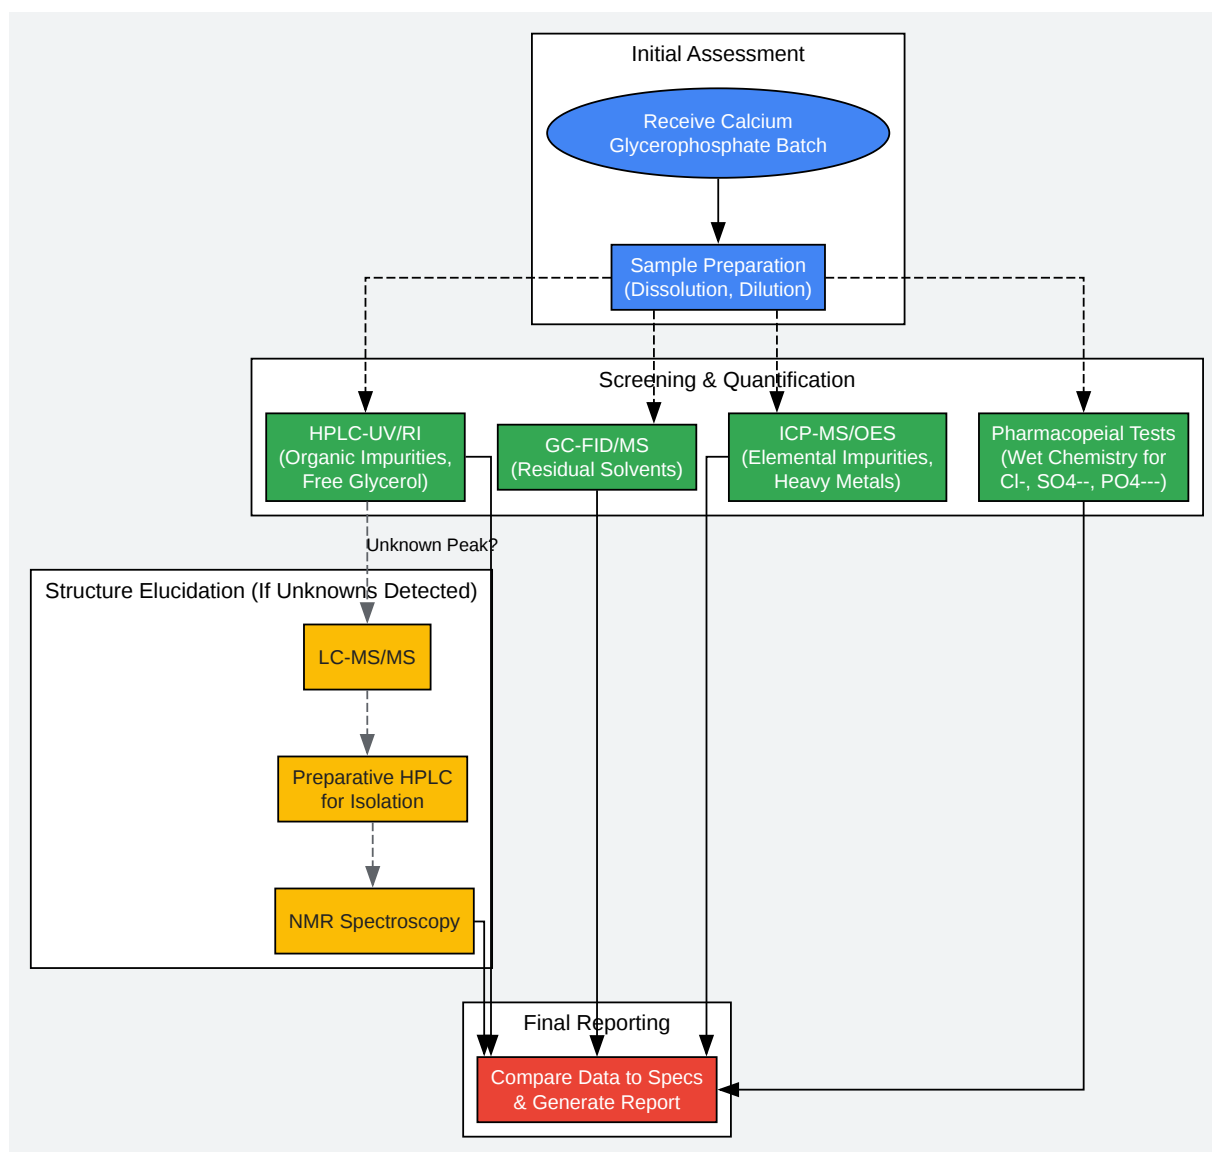 Initial Assessment
Receive Calcium
Glycerophosphate Batch
Sample Preparation
(Dissolution, Dilution)
Screening & Quantification
HPLC-UV/RI
(Organic Impurities,
Free Glycerol)
GC-FID/MS
(Residual Solvents)
ICP-MS/OES
(Elemental Impurities,
Heavy Metals)
Pharmacopeial Tests
(Wet Chemistry for
Cl-, SO4--, PO4---)
Unknown Peak?
Structure Elucidation (If Unknowns Detected)
LC-MS/MS
Preparative HPLC
for Isolation
NMR Spectroscopy
Final Reporting
Compare Data to Specs
& Generate Report